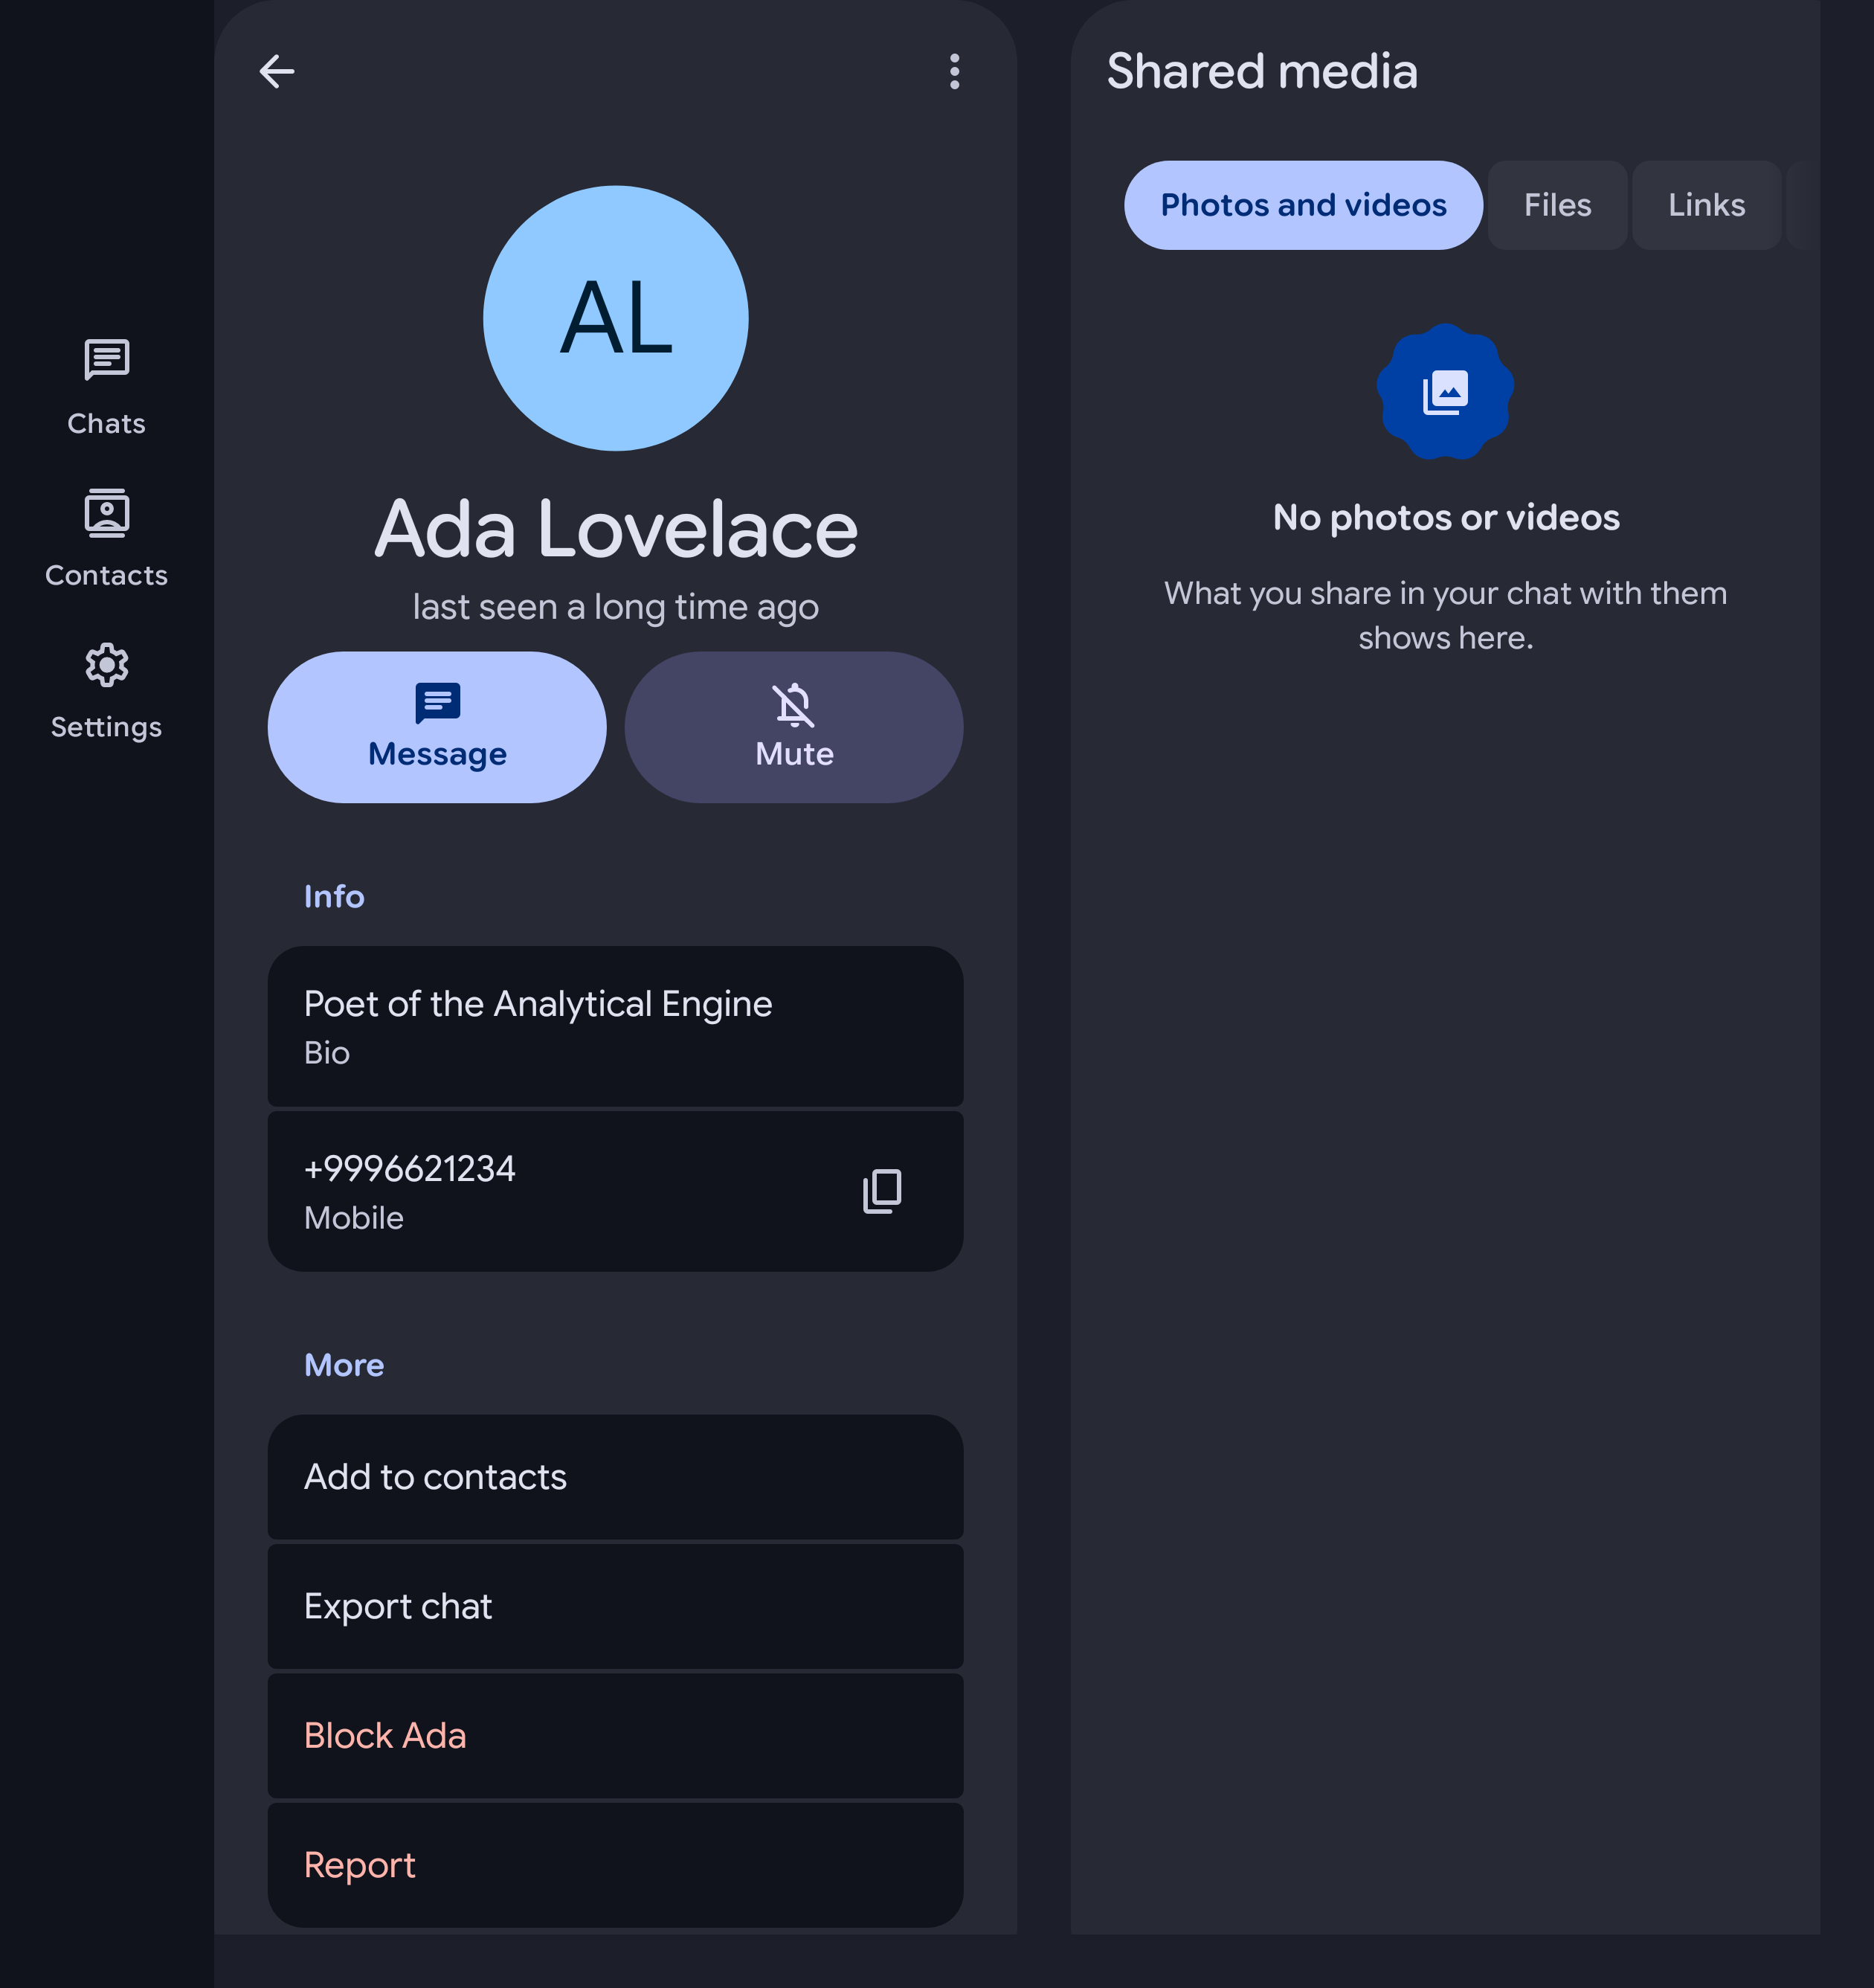 Chats
Contacts
Settings
AL
Ada Lovelace
last seen a long time ago
Message
Mute
Info
Poet of the Analytical Engine
Bio
+9996621234
Mobile
More
Add to contacts
Export chat
Block Ada
Report
Shared media
Photos and videos
Files
Links
No photos or videos
What you share in your chat with them
shows here.